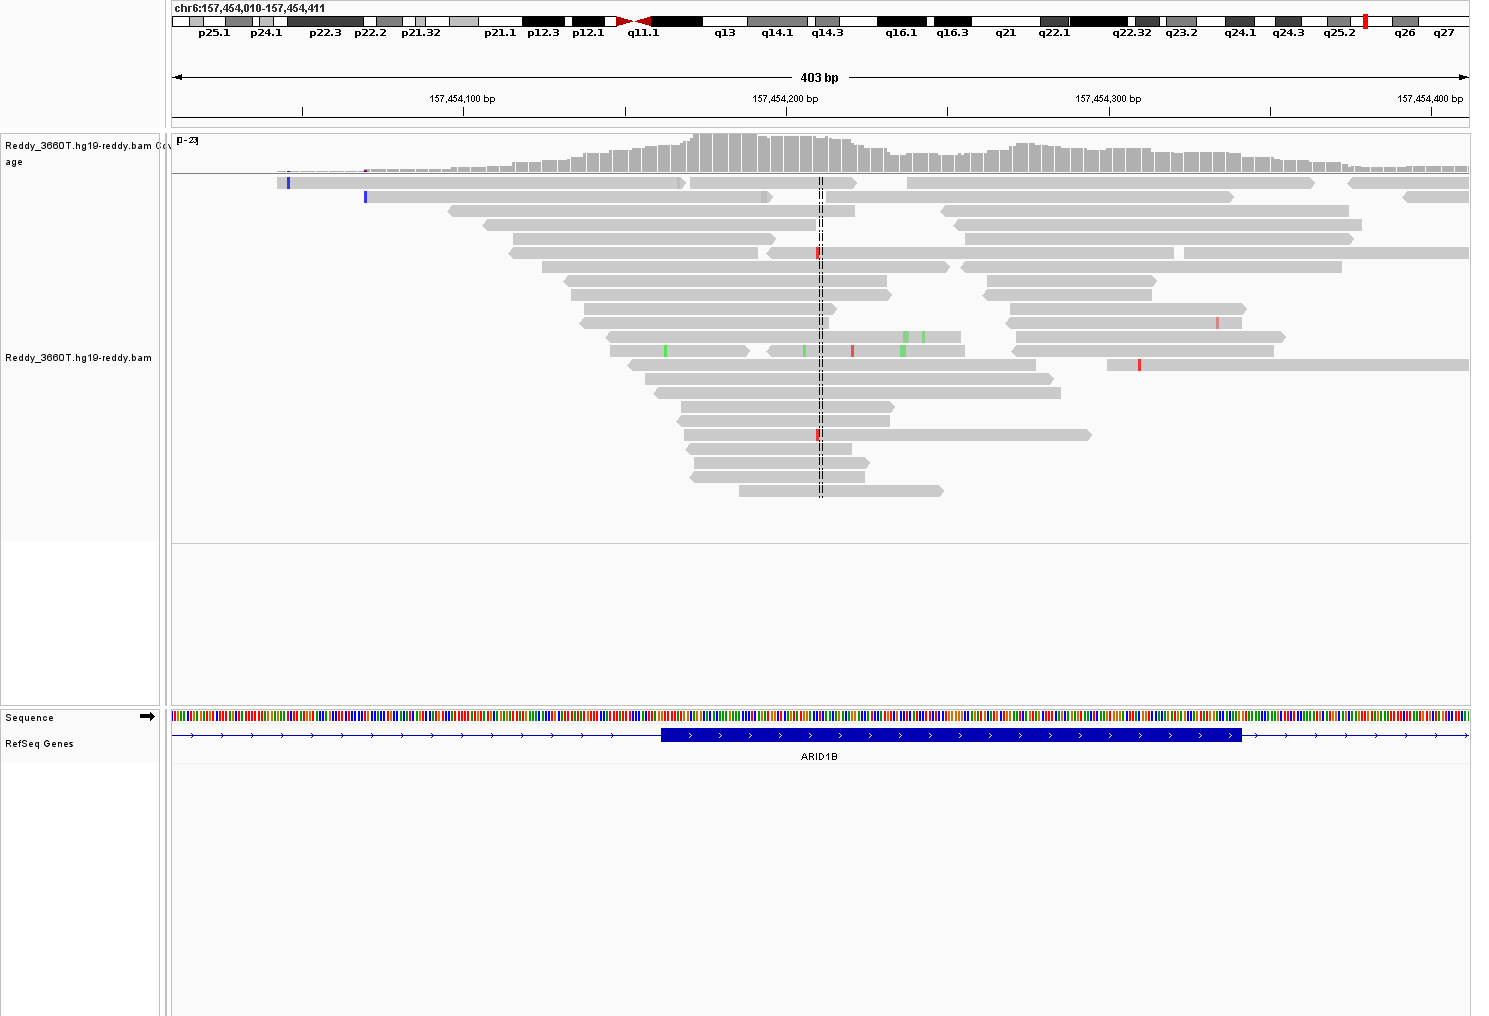 chr6:157,454,010-157,454,411
p25.1 p24.1 p22.3 p22.2 p21.32 p21.1 p12.3 p12.1 q11.1 q13 q14.1 q14.3 q16.1 q16.3 q21 q22.1 q22.32 q23.2 q24.1 q24.3 q25.2 q26 q27
403 bp
157,454,100 bp 157,454,200 bp 157,454,300 bp 157,454,400 bp
[0-23]
Reddy_3660T.hg19-reddy.bam Cov
age
Reddy_3660T.hg19-reddy.bam
Sequence
RefSeq Genes
ARID1B